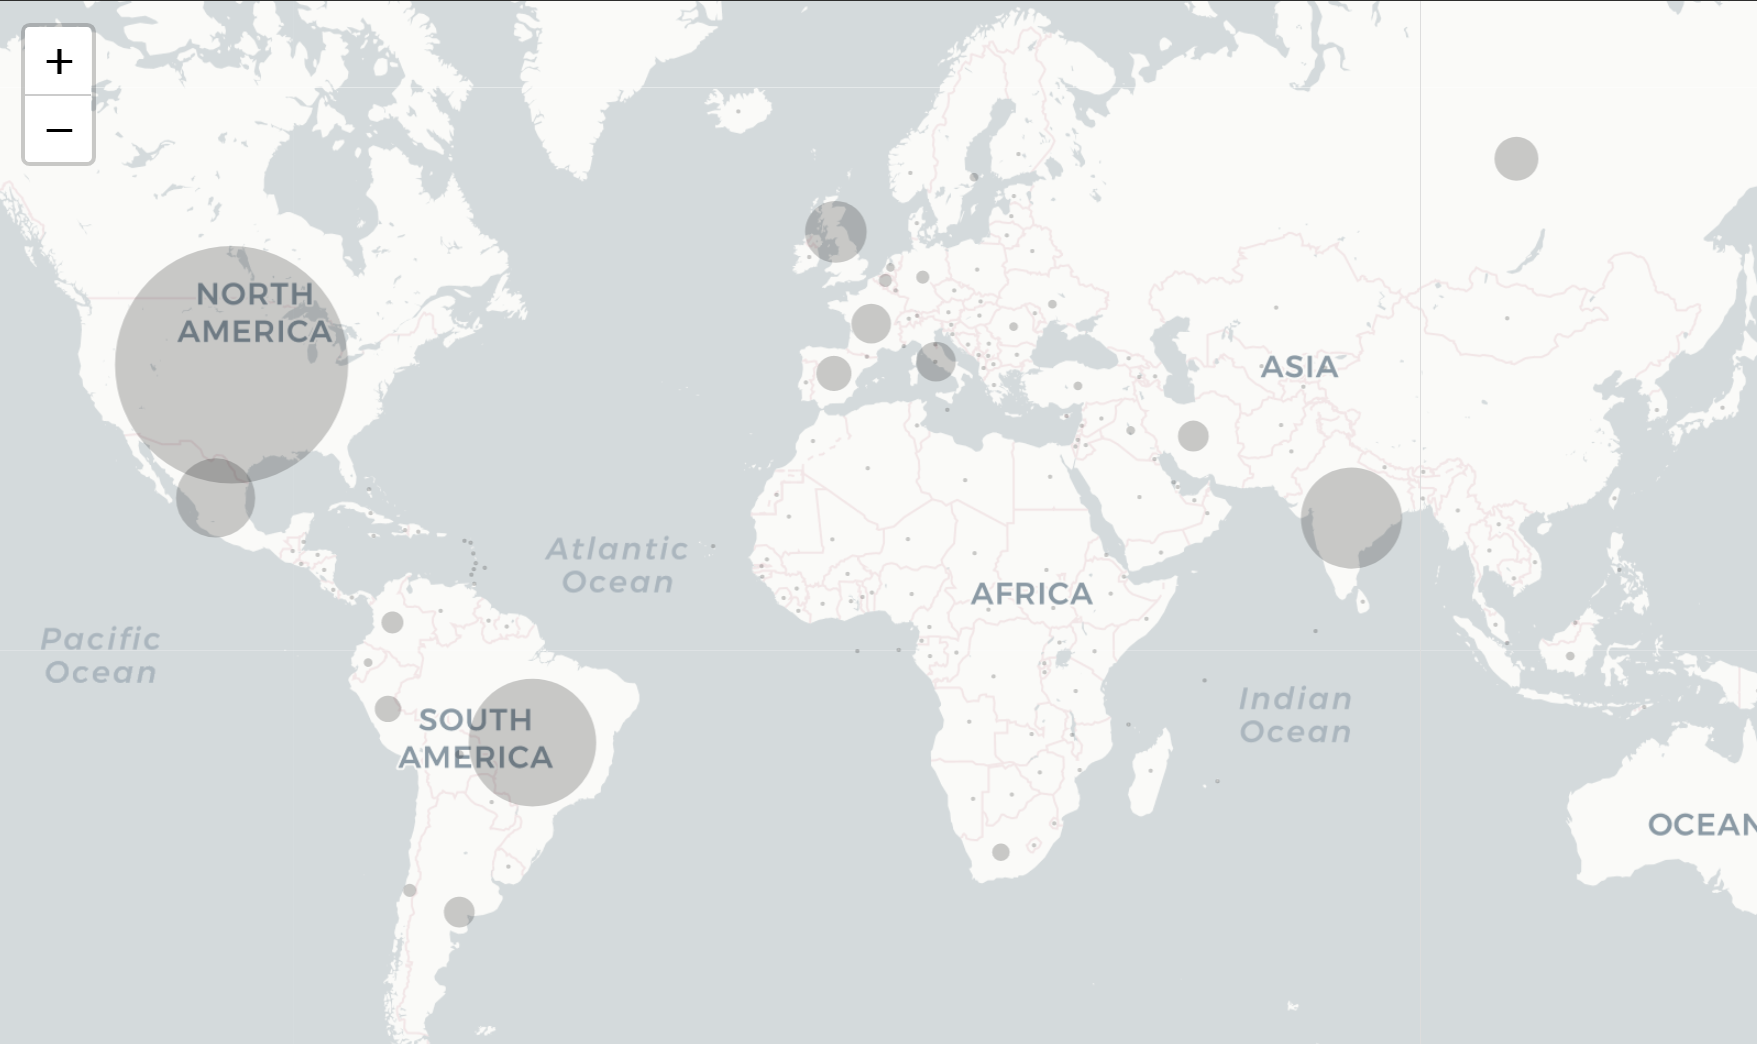 +
−
NORTH
AMERICA
ASIA
Atlantic
Ocean
AFRICA
Pacific
Ocean
SOUTH
AMERICA
Indian
Ocean
OCEAN